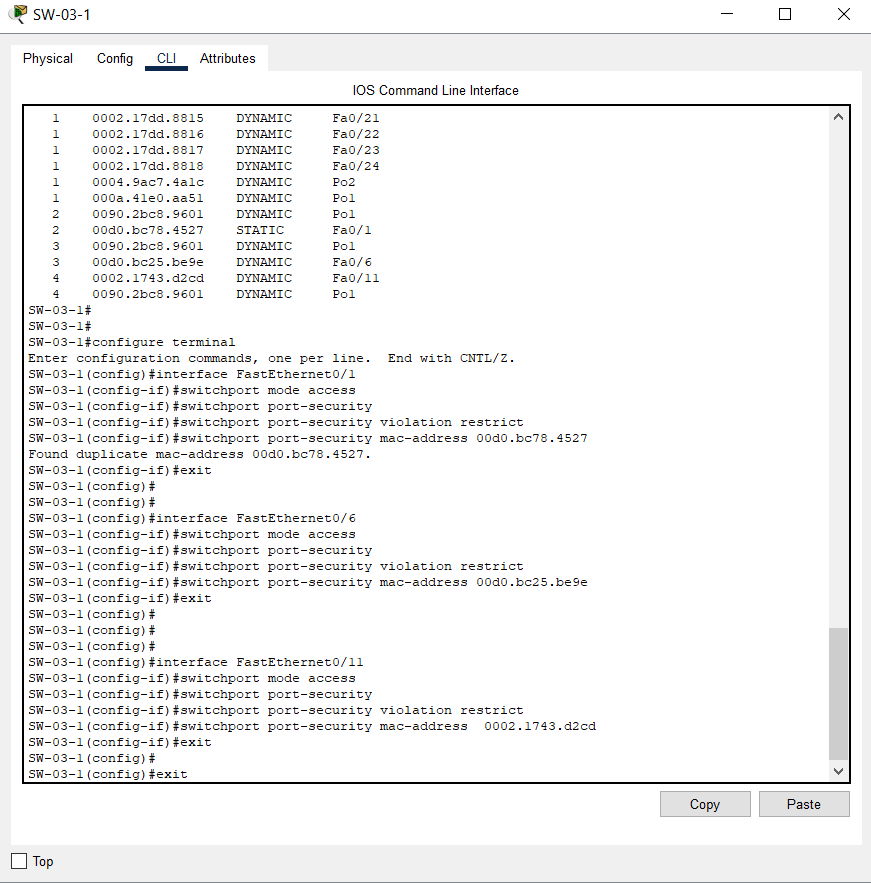 SW-03-1
Physical Config CLI Attributes
IOS Command Line Interface
1 0002.17dd.8815 DYNAMIC Fa0/21
1 0002.17dd.8816 DYNAMIC Fa0/22
1 0002.17dd.8817 DYNAMIC Fa0/23
1 0002.17dd.8818 DYNAMIC Fa0/24
1 0004.9ac7.4a1c DYNAMIC Po2
1 000a.41e0.aa51 DYNAMIC Po1
2 0090.2bc8.9601 DYNAMIC Po1
2 00d0.bc78.4527 STATIC Fa0/1
3 0090.2bc8.9601 DYNAMIC Po1
3 00d0.bc25.be9e DYNAMIC Fa0/6
4 0002.1743.d2cd DYNAMIC Fa0/11
4 0090.2bc8.9601 DYNAMIC Po1
SW-03-1#
SW-03-1#
SW-03-1#configure terminal
Enter configuration commands, one per line.  End with CNTL/Z.
SW-03-1(config)#interface FastEthernet0/1
SW-03-1(config-if)#switchport mode access
SW-03-1(config-if)#switchport port-security
SW-03-1(config-if)#switchport port-security violation restrict
SW-03-1(config-if)#switchport port-security mac-address 00d0.bc78.4527
Found duplicate mac-address 00d0.bc78.4527.
SW-03-1(config-if)#exit
SW-03-1(config)#
SW-03-1(config)#
SW-03-1(config)#interface FastEthernet0/6
SW-03-1(config-if)#switchport mode access
SW-03-1(config-if)#switchport port-security
SW-03-1(config-if)#switchport port-security violation restrict
SW-03-1(config-if)#switchport port-security mac-address 00d0.bc25.be9e
SW-03-1(config-if)#exit
SW-03-1(config)#
SW-03-1(config)#
SW-03-1(config)#
SW-03-1(config)#interface FastEthernet0/11
SW-03-1(config-if)#switchport mode access
SW-03-1(config-if)#switchport port-security
SW-03-1(config-if)#switchport port-security violation restrict
SW-03-1(config-if)#switchport port-security mac-address  0002.1743.d2cd
SW-03-1(config-if)#exit
SW-03-1(config)#
SW-03-1(config)#exit
Copy Paste
Top